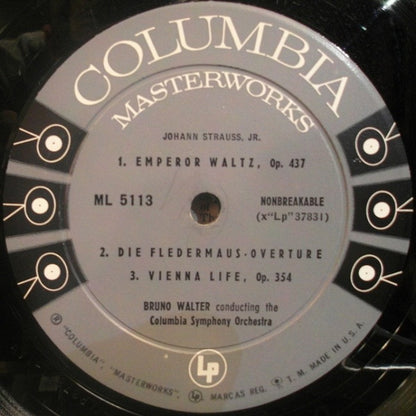 COLUMBIA
MASTERWORKS
JOHANN STRAUSS, JR.
1. EMPEROR WALTZ, Op. 437
ML 5113
NONBREAKABLE
(x"Lp"37831)
2. DIE FLEDERMAUS-OVERTURE
3. VIENNA LIFE, Op. 354
BRUNO WALTER conducting the
Columbia Symphony Orchestra
Lp
® "COLUMBIA", "MASTERWORKS", Lp MARCAS REG. ® T. M. MADE IN U. S. A.